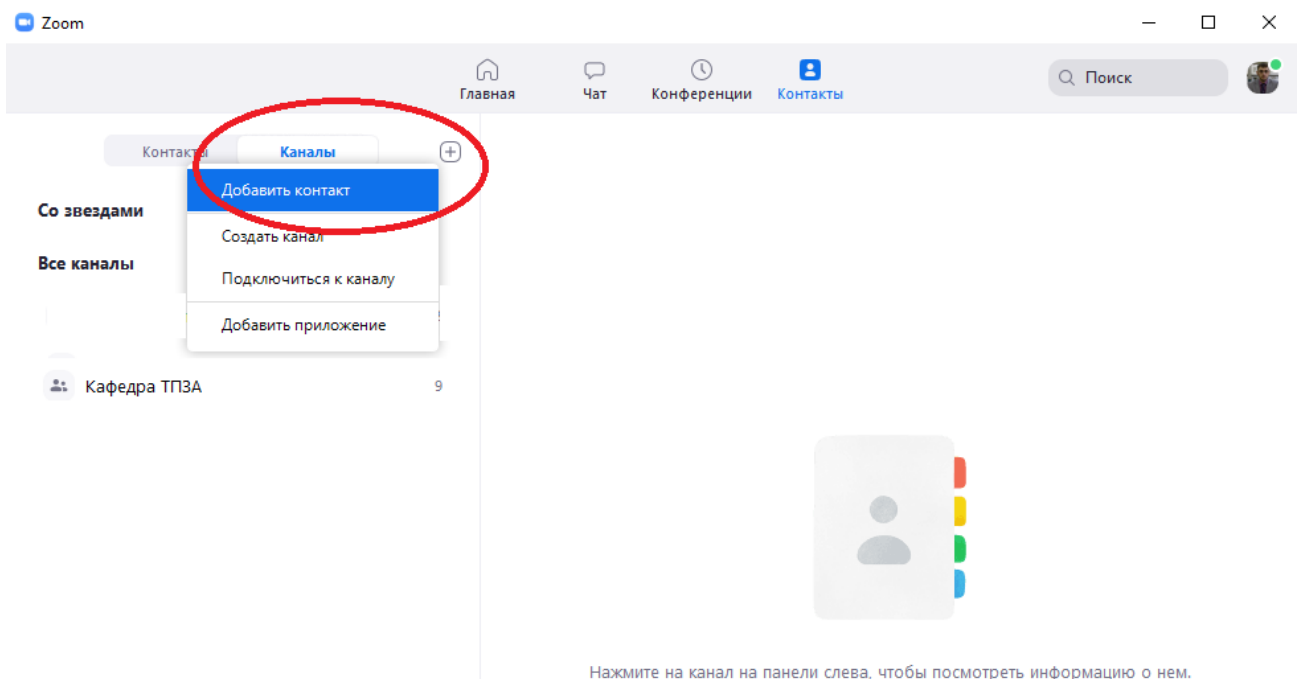 Zoom
Главная Чат Конференции Контакты Поиск
Контакты Каналы
Добавить контакт
Со звездами
Создать канал
Все каналы
Подключиться к каналу
Добавить приложение
Кафедра ТПЗА 9
Нажмите на канал на панели слева, чтобы посмотреть информацию о нем.